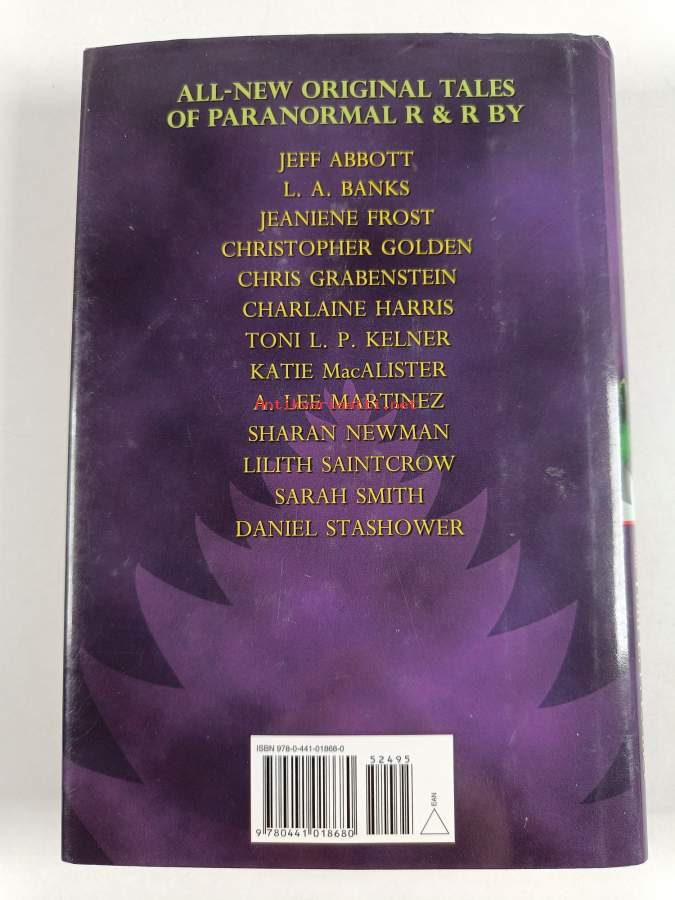 ALL-NEW ORIGINAL TALES
OF PARANORMAL R & R BY
JEFF ABBOTT
L. A. BANKS
JEANIENE FROST
CHRISTOPHER GOLDEN
CHRIS GRABENSTEIN
CHARLAINE HARRIS
TONI L. P. KELNER
KATIE MacALISTER
A. LEE MARTINEZ
Antikvariaatti.net
SHARAN NEWMAN
LILITH SAINTCROW
SARAH SMITH
DANIEL STASHOWER
ISBN 978-0-441-01868-0
52495
EAN
9 780441 018680